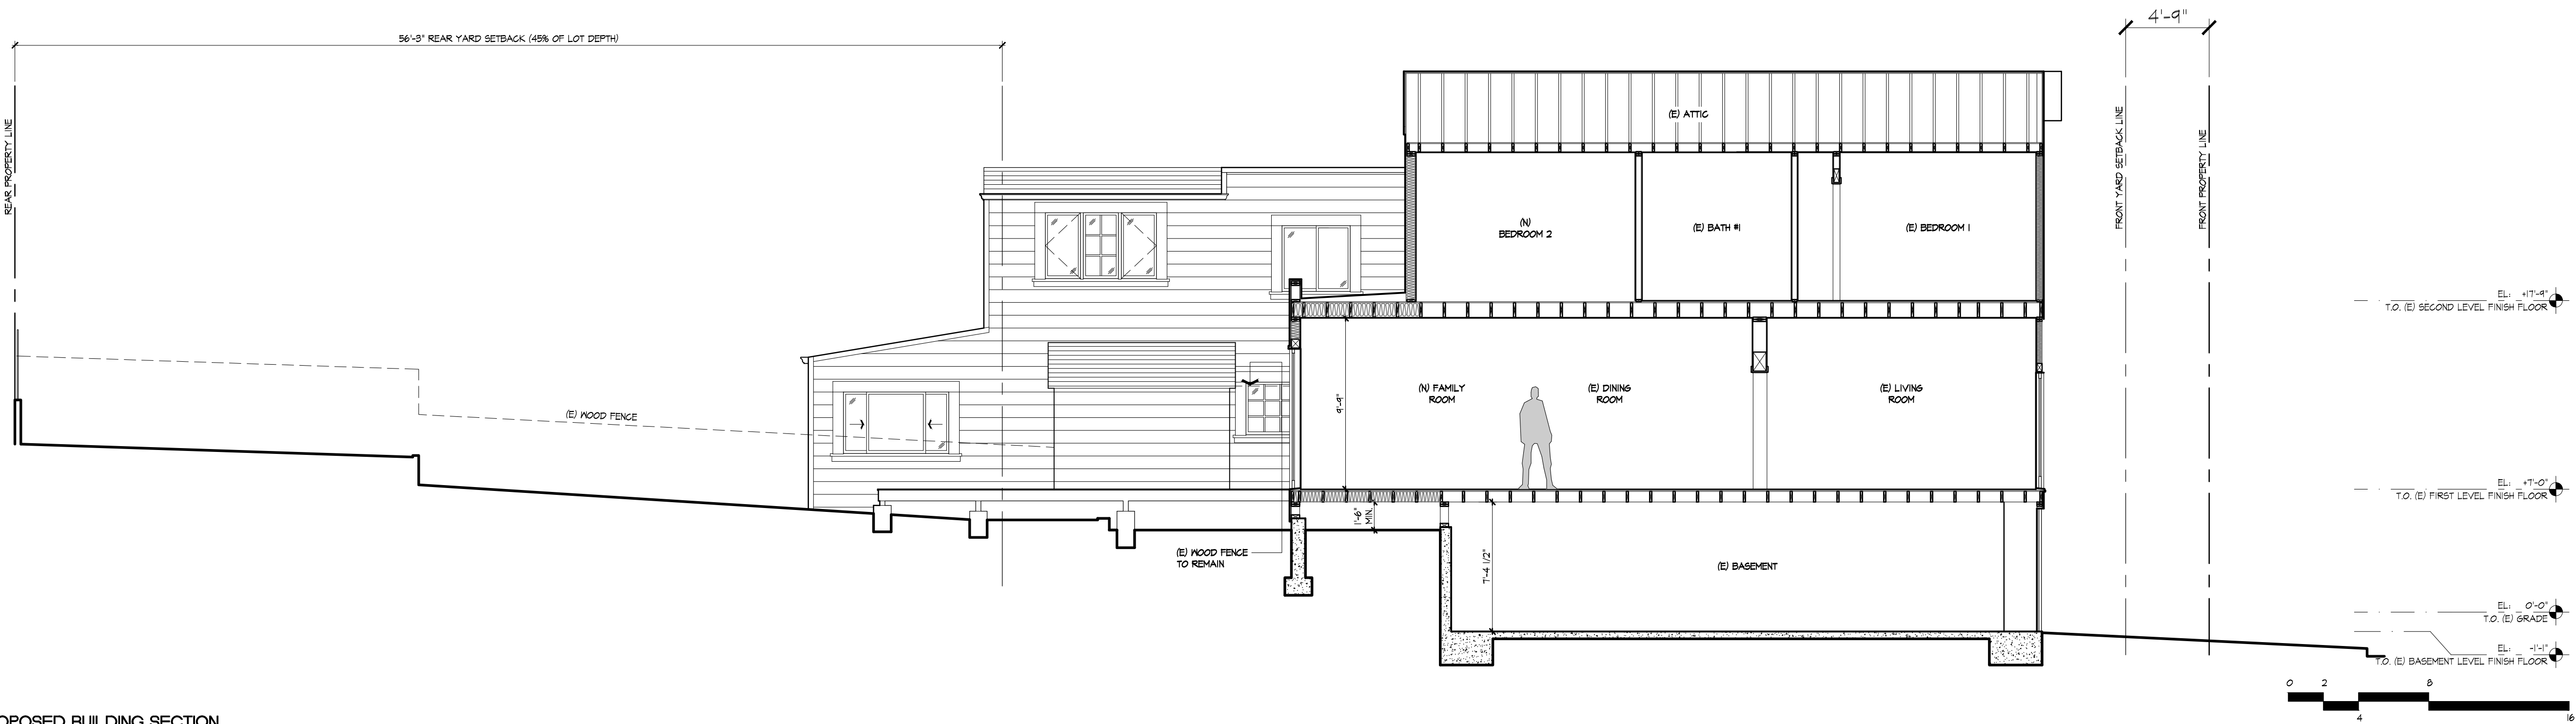 4'-9"
56'-3" REAR YARD SETBACK (45% OF LOT DEPTH)
REAR PROPERTY LINE
FRONT YARD SETBACK LINE
FRONT PROPERTY LINE
(E) ATTIC
(N)
BEDROOM 2
(E) BATH #1
(E) BEDROOM 1
EL: +17'-9"
T.O. (E) SECOND LEVEL FINISH FLOOR
(E) WOOD FENCE
9'-9"
(N) FAMILY
ROOM
(E) DINING
ROOM
(E) LIVING
ROOM
EL: +7'-0"
T.O. (E) FIRST LEVEL FINISH FLOOR
1'-6"
MIN.
(E) WOOD FENCE
TO REMAIN
7'-4 1/2"
(E) BASEMENT
EL: 0'-0"
T.O. (E) GRADE
EL: -1'-1"
T.O. (E) BASEMENT LEVEL FINISH FLOOR
0 2 8
4 16
OPOSED BUILDING SECTION